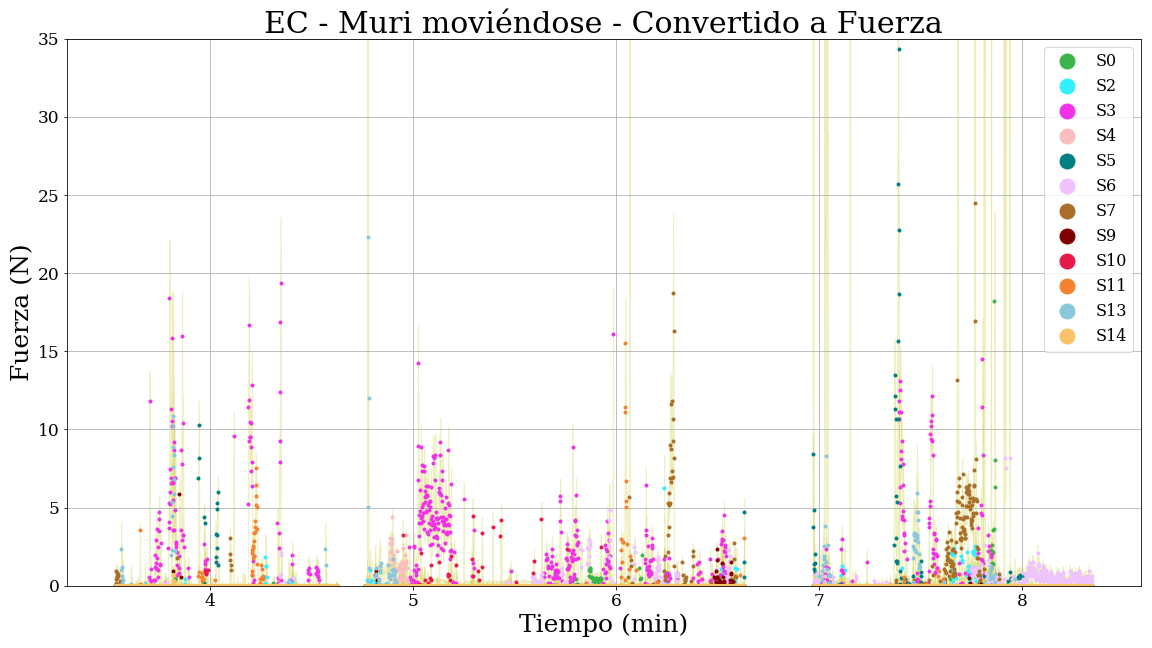 EC - Muri moviéndose - Convertido a Fuerza
Fuerza (N)
35
30
25
20
15
10
5
0
4
5
6
7
8
Tiempo (min)
S0
S2
S3
S4
S5
S6
S7
S9
S10
S11
S13
S14